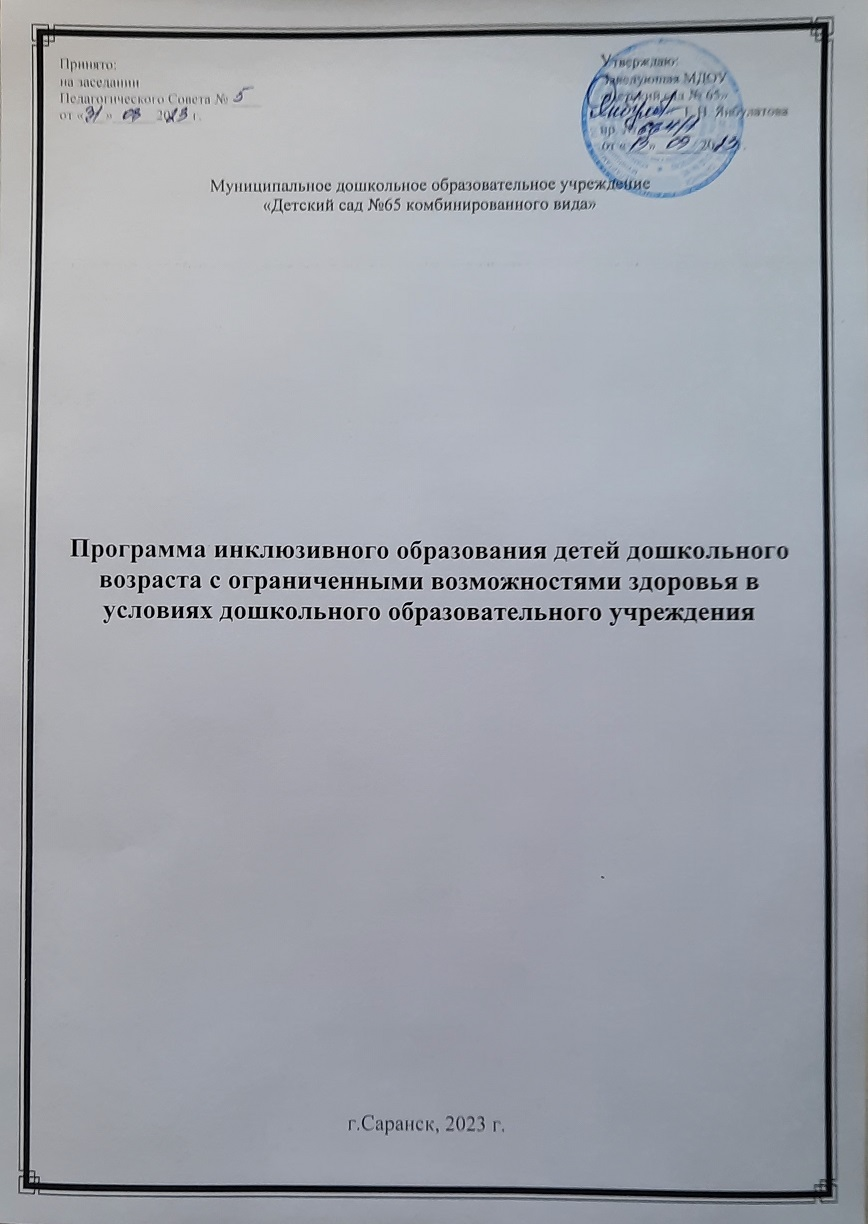 Принято:
на заседании
Педагогического Совета № 5
от «31» 08 2023 г.
Утверждаю:
Заведующая МДОУ
«Детский сад № 65»
Янбулатова
от « 13 » 09 2023 г.
Муниципальное дошкольное образовательное учреждение
«Детский сад №65 комбинированного вида»
Программа инклюзивного образования детей дошкольного
возраста с ограниченными возможностями здоровья в
условиях дошкольного образовательного учреждения
г.Саранск, 2023 г.